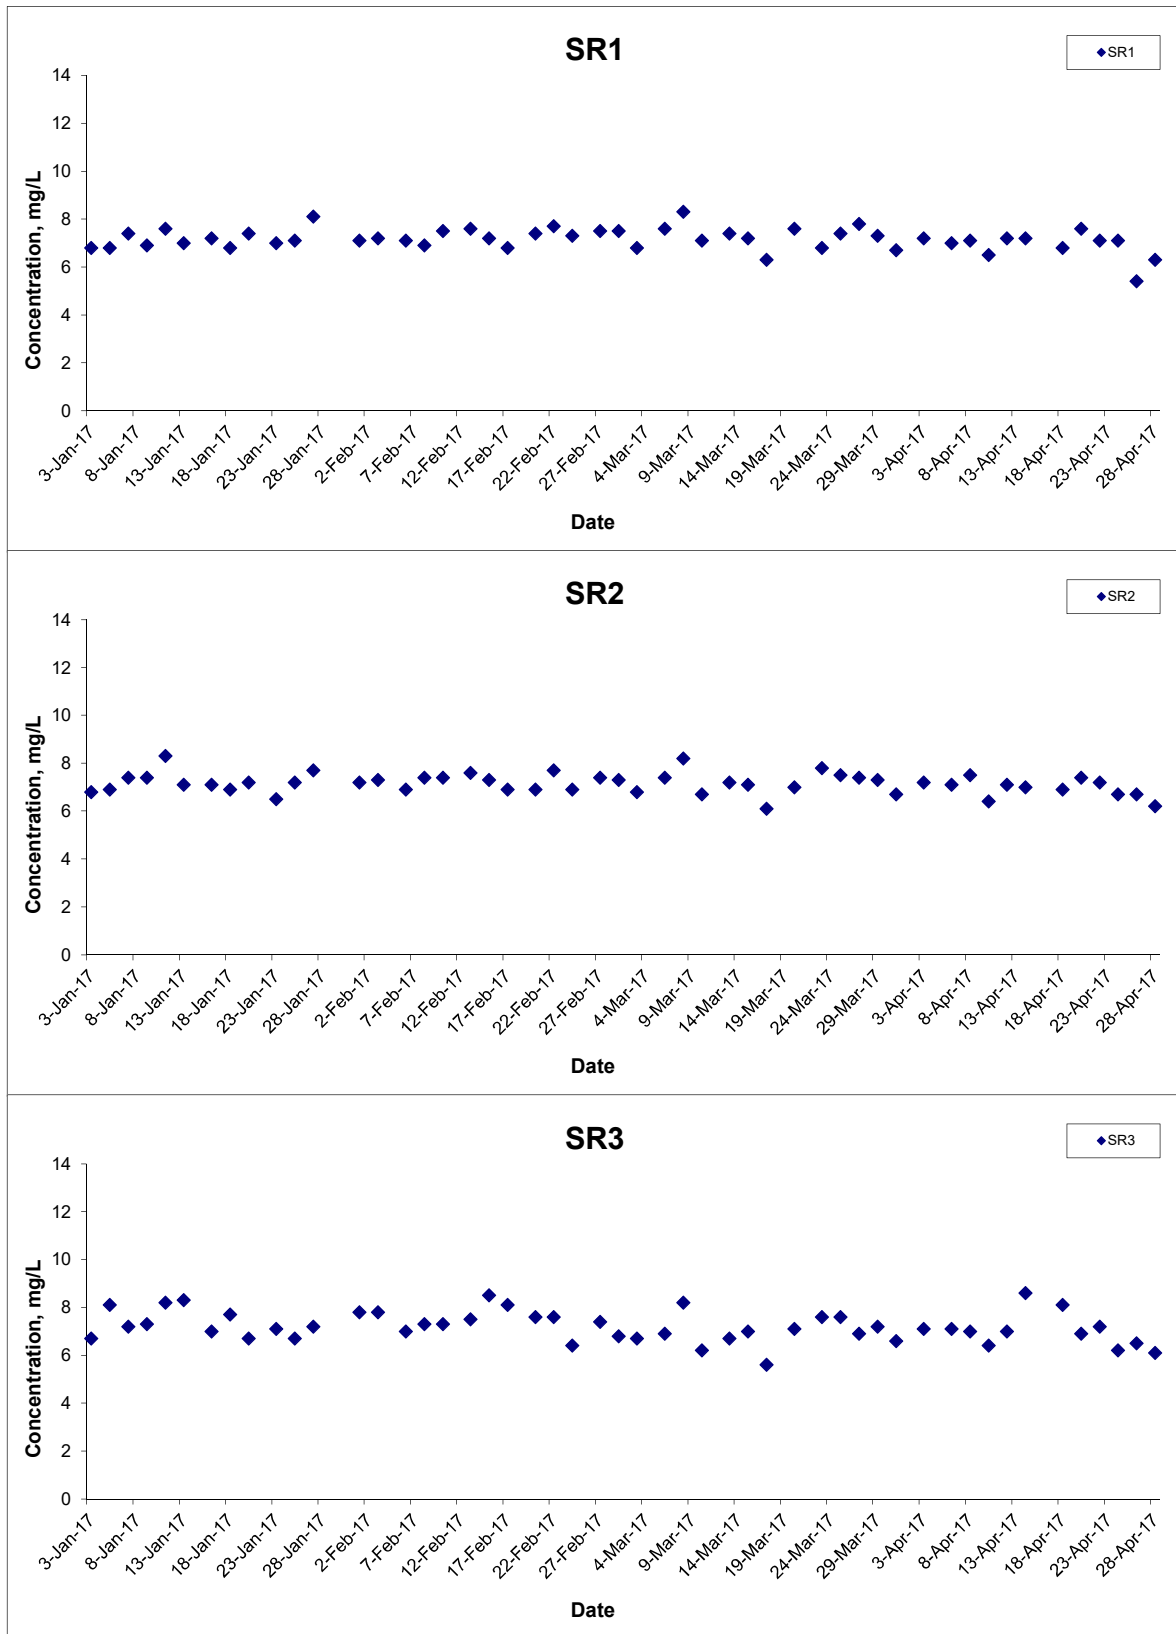 SR1
SR1
14
12
10
8
6
4
2
0
Concentration, mg/L
3-Jan-17
8-Jan-17
13-Jan-17
18-Jan-17
23-Jan-17
28-Jan-17
2-Feb-17
7-Feb-17
12-Feb-17
17-Feb-17
22-Feb-17
27-Feb-17
4-Mar-17
9-Mar-17
14-Mar-17
19-Mar-17
24-Mar-17
29-Mar-17
3-Apr-17
8-Apr-17
13-Apr-17
18-Apr-17
23-Apr-17
28-Apr-17
Date
SR2
SR2
14
12
10
8
6
4
2
0
Concentration, mg/L
3-Jan-17
8-Jan-17
13-Jan-17
18-Jan-17
23-Jan-17
28-Jan-17
2-Feb-17
7-Feb-17
12-Feb-17
17-Feb-17
22-Feb-17
27-Feb-17
4-Mar-17
9-Mar-17
14-Mar-17
19-Mar-17
24-Mar-17
29-Mar-17
3-Apr-17
8-Apr-17
13-Apr-17
18-Apr-17
23-Apr-17
28-Apr-17
Date
SR3
SR3
14
12
10
8
6
4
2
0
Concentration, mg/L
3-Jan-17
8-Jan-17
13-Jan-17
18-Jan-17
23-Jan-17
28-Jan-17
2-Feb-17
7-Feb-17
12-Feb-17
17-Feb-17
22-Feb-17
27-Feb-17
4-Mar-17
9-Mar-17
14-Mar-17
19-Mar-17
24-Mar-17
29-Mar-17
3-Apr-17
8-Apr-17
13-Apr-17
18-Apr-17
23-Apr-17
28-Apr-17
Date